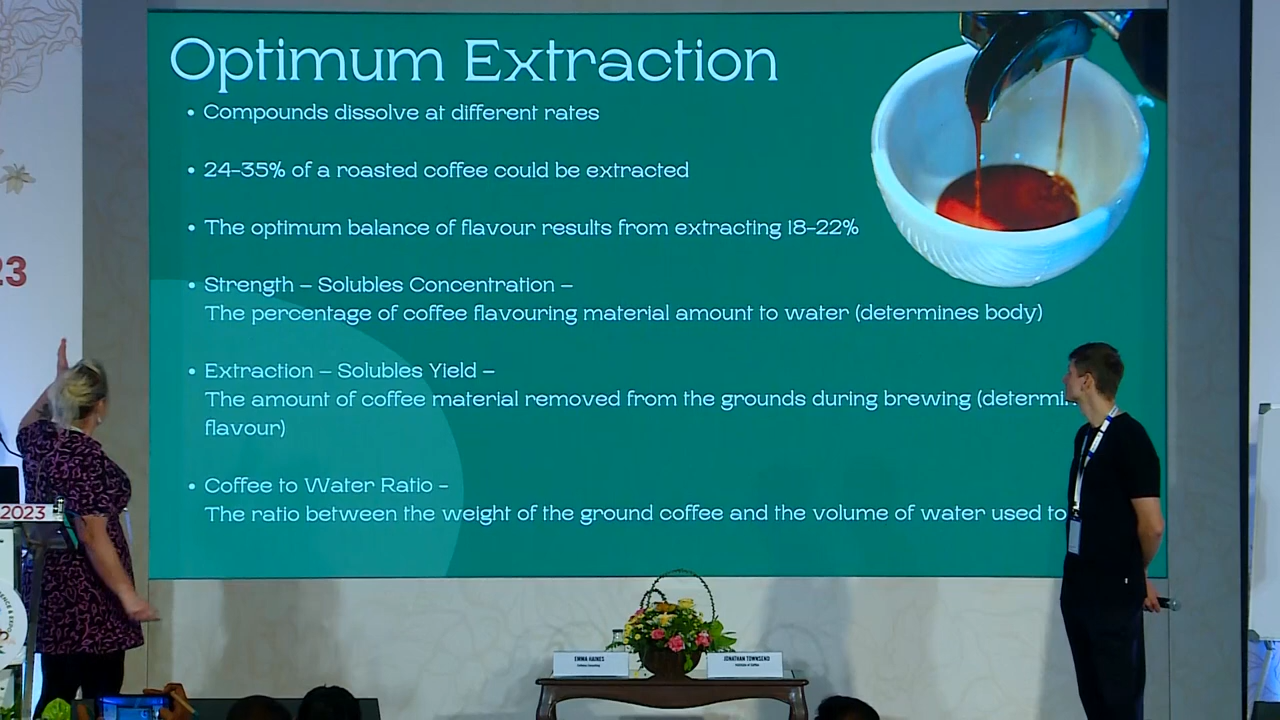 Optimum Extraction
• Compounds dissolve at different rates
• 24-35% of a roasted coffee could be extracted
• The optimum balance of flavour results from extracting 18-22%
• Strength – Solubles Concentration –
The percentage of coffee flavouring material amount to water (determines body)
• Extraction – Solubles Yield –
The amount of coffee material removed from the grounds during brewing (determin
flavour)
• Coffee to Water Ratio -
The ratio between the weight of the ground coffee and the volume of water used to
23
2023
EMMA HAINES
JONATHAN TOWNSEND